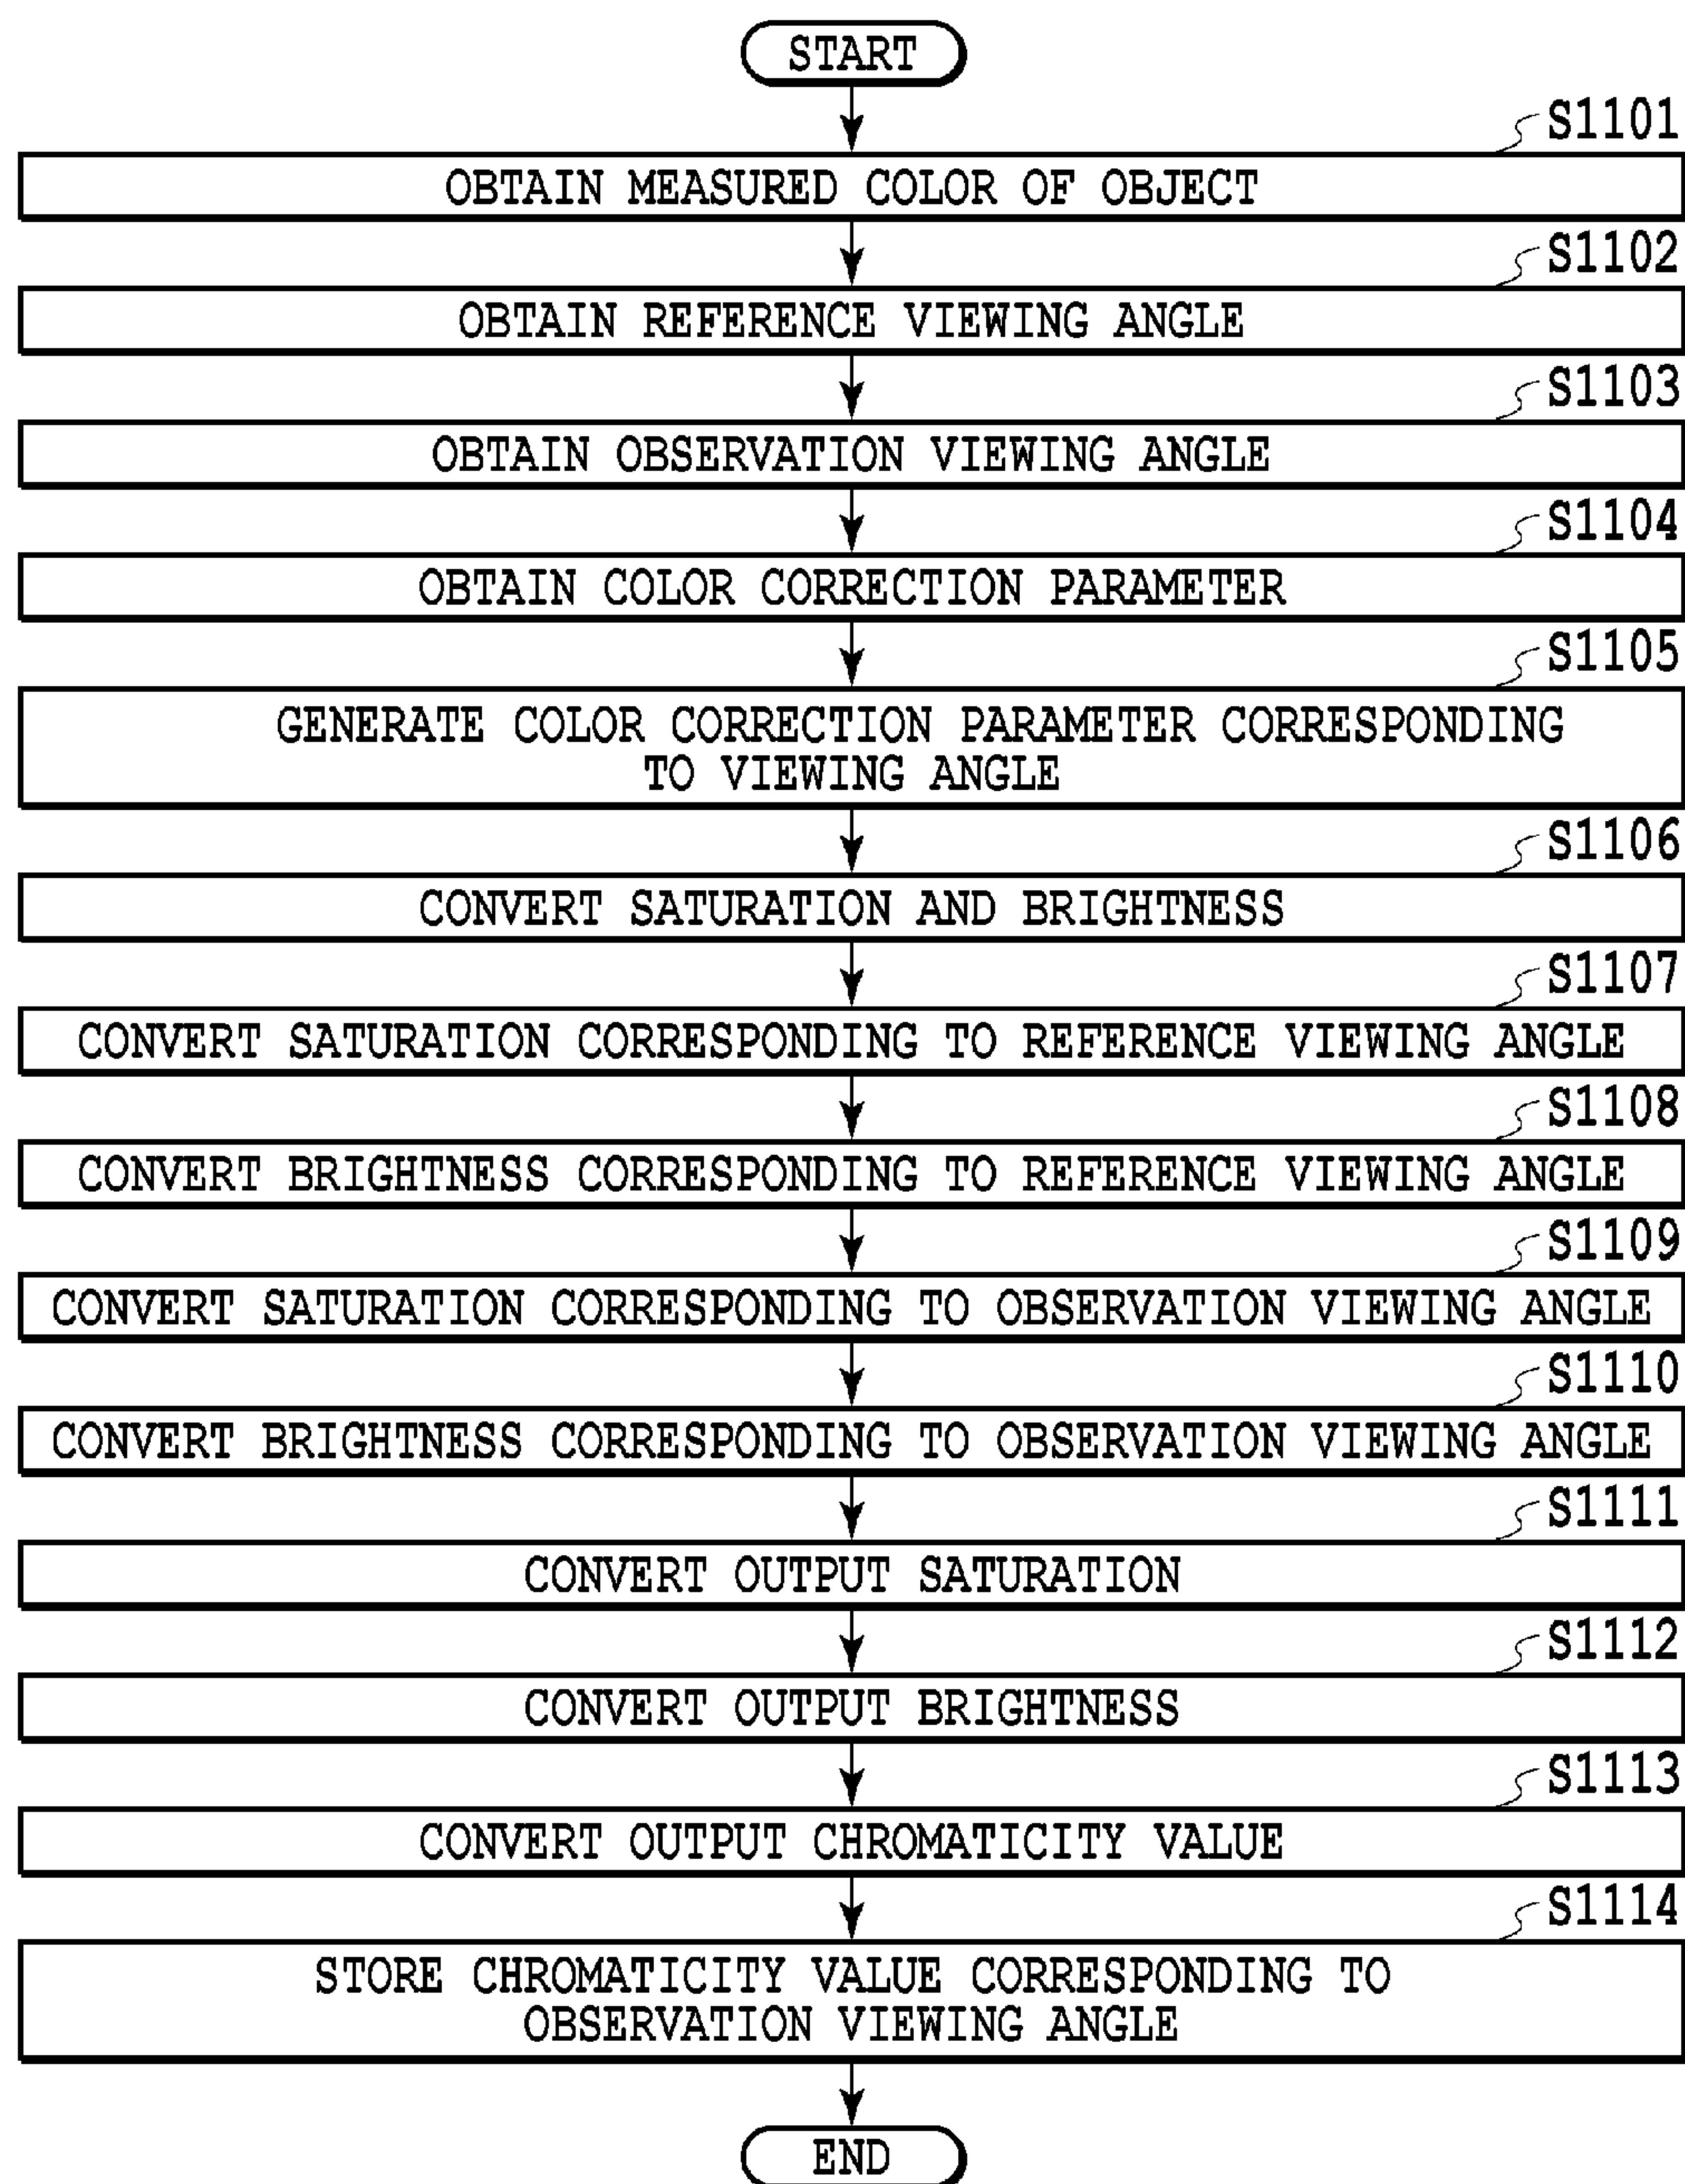 START
S1101
OBTAIN MEASURED COLOR OF OBJECT
S1102
OBTAIN REFERENCE VIEWING ANGLE
S1103
OBTAIN OBSERVATION VIEWING ANGLE
S1104
OBTAIN COLOR CORRECTION PARAMETER
S1105
GENERATE COLOR CORRECTION PARAMETER CORRESPONDING
TO VIEWING ANGLE
S1106
CONVERT SATURATION AND BRIGHTNESS
S1107
CONVERT SATURATION CORRESPONDING TO REFERENCE VIEWING ANGLE
S1108
CONVERT BRIGHTNESS CORRESPONDING TO REFERENCE VIEWING ANGLE
S1109
CONVERT SATURATION CORRESPONDING TO OBSERVATION VIEWING ANGLE
S1110
CONVERT BRIGHTNESS CORRESPONDING TO OBSERVATION VIEWING ANGLE
S1111
CONVERT OUTPUT SATURATION
S1112
CONVERT OUTPUT BRIGHTNESS
S1113
CONVERT OUTPUT CHROMATICITY VALUE
S1114
STORE CHROMATICITY VALUE CORRESPONDING TO
OBSERVATION VIEWING ANGLE
END